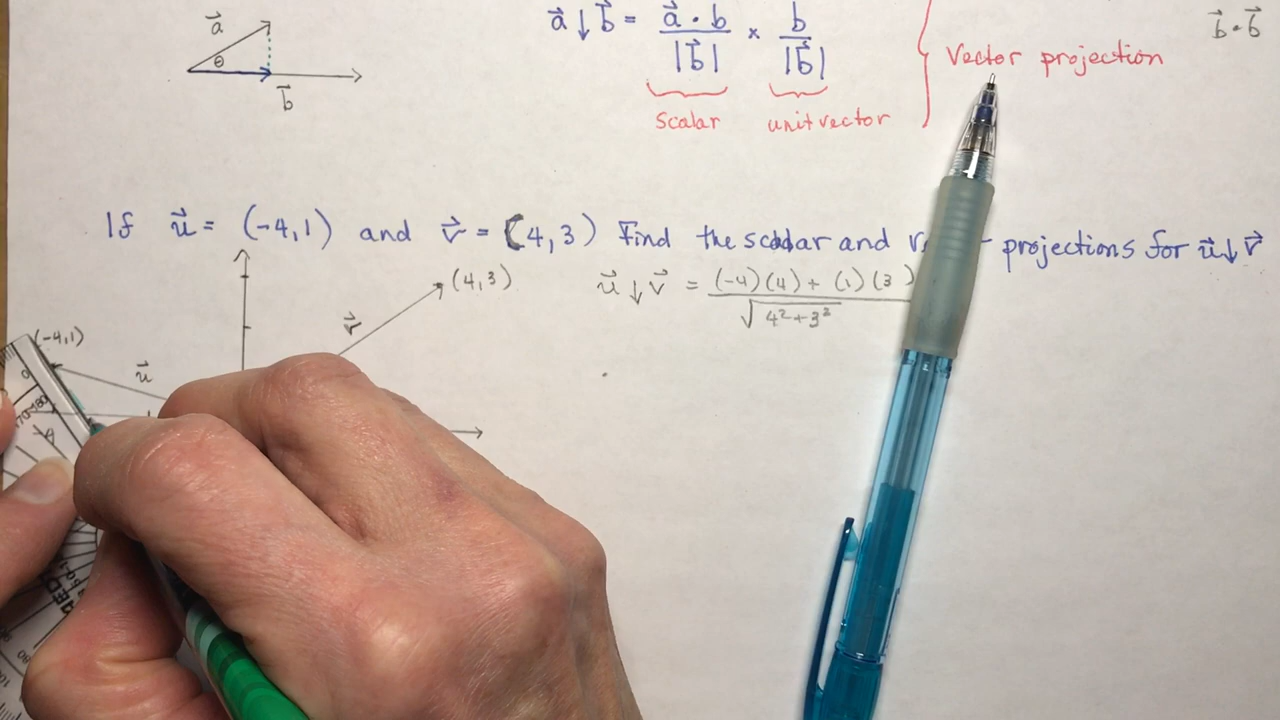 a⃗
θ
b⃗
a⃗ ↓ b⃗ = a⃗ · b / |b⃗| × b / |b⃗|
scalar unit vector
Vector projection
b⃗ · b⃗
If u⃗ = (-4,1) and v⃗ = (4,3) Find the scalar and projections for u⃗ ↓ v⃗
(4,3)
v⃗
u⃗ ↓ v⃗ = (-4)(4) + (1)(3) / √4²+3²
(-4,1)
u⃗